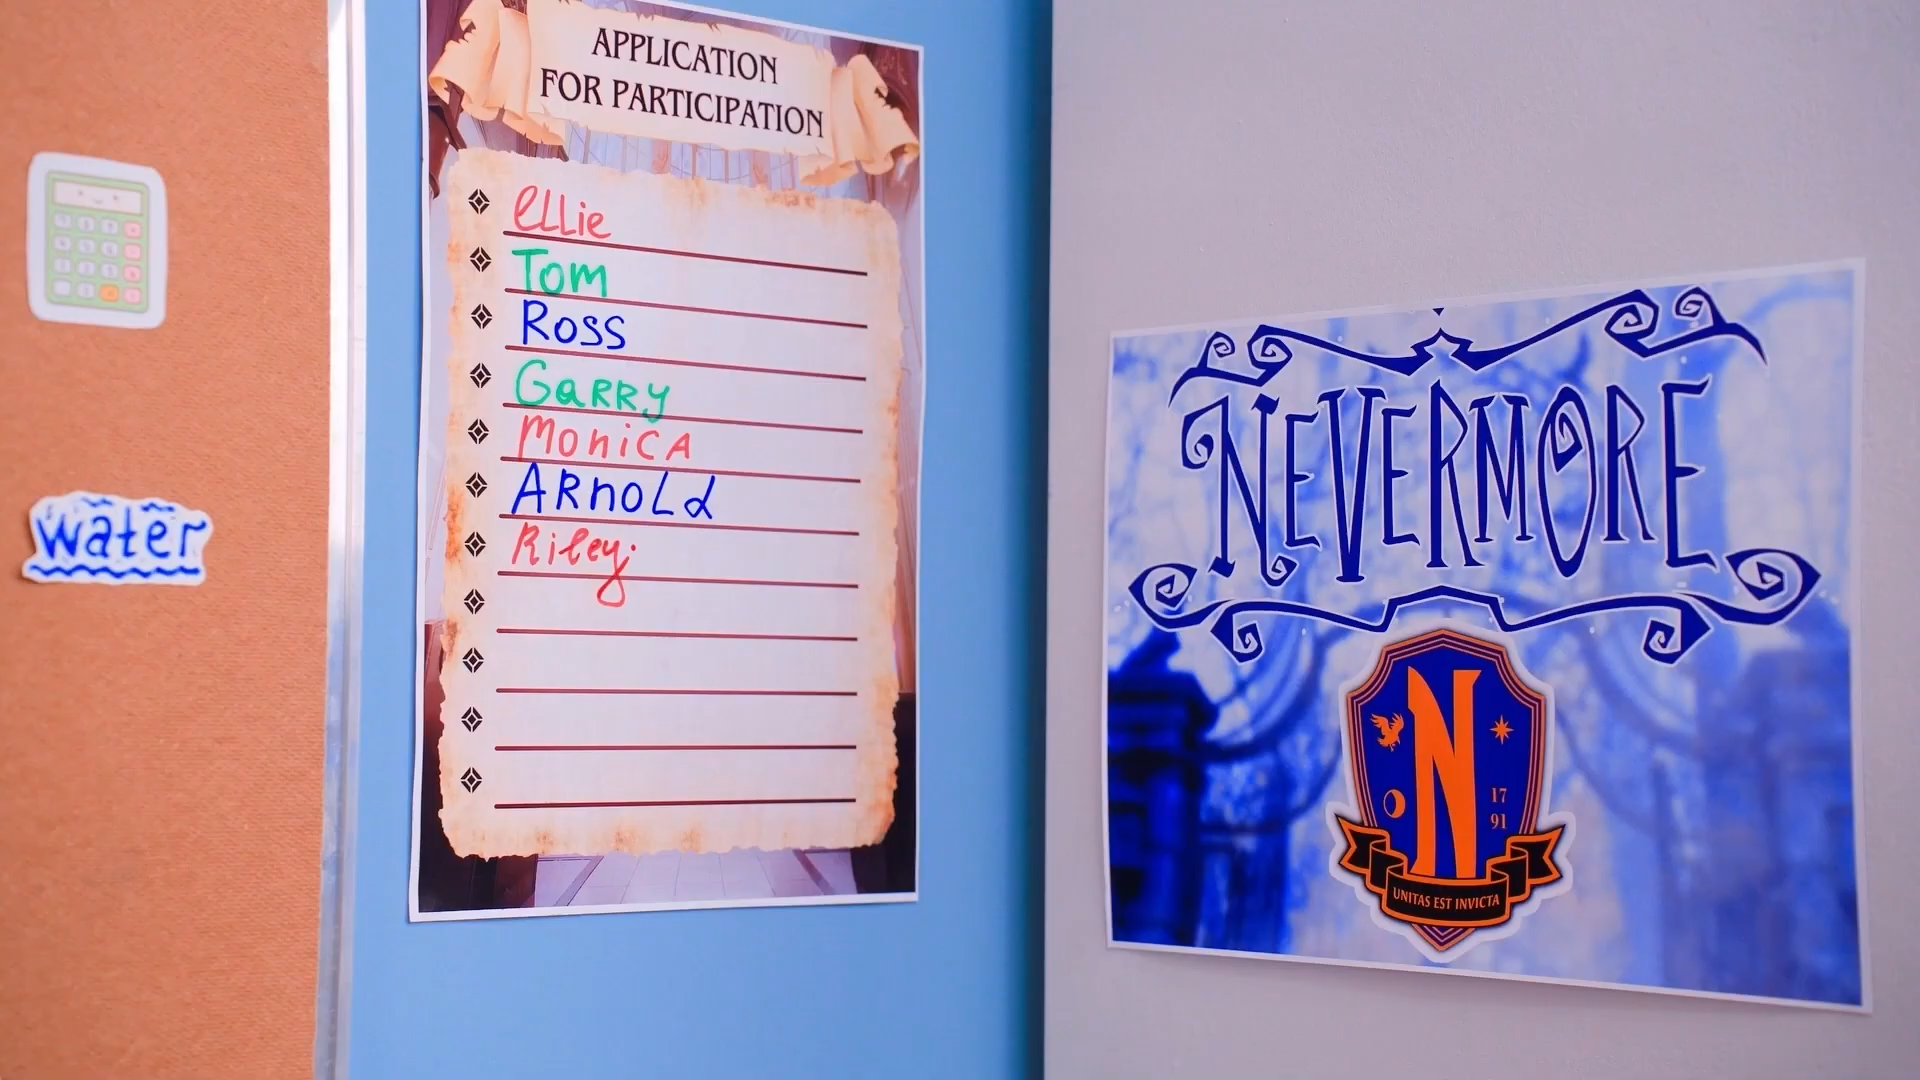 APPLICATION
FOR PARTICIPATION
eLLie
Tom
Ross
GaRRy
MoniCA
ARnoLd
Riley
water
NEVERMORE
N
17
91
UNITAS EST INVICTA